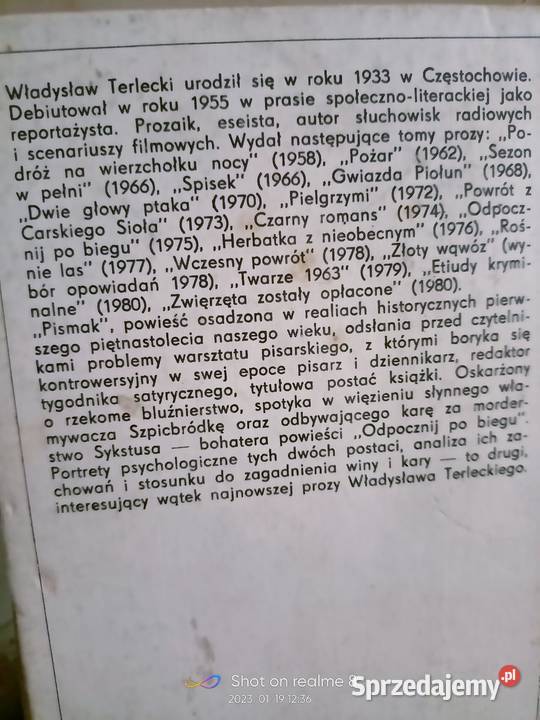 Władysław Terlecki urodził się w roku 1933 w Częstochowie.
Debiutował w roku 1955 w prasie społeczno-literackiej jako
reportażysta. Prozaik, eseista, autor słuchowisk radiowych
i scenariuszy filmowych. Wydał następujące tomy prozy: „Po-
dróż na wierzchołku nocy" (1958), „Pożar" (1962), „Sezon
w pełni" (1966), „Spisek" (1966), „Gwiazda Piołun" (1968),
„Dwie głowy ptaka" (1970), „Pielgrzymi" (1972), „Powrót z
Carskiego Sioła" (1973), „Czarny romans" (1974), „Odpocz-
nij po biegu" (1975), „Herbatka z nieobecnym" (1976), „Roś-
nie las" (1977), „Wczesny powrót" (1978), „Złoty wąwóz" (wy-
bór opowiadań 1978), „Twarze 1963" (1979), „Etiudy krymi-
nalne" (1980), „Zwierzęta zostały opłacone" (1980).
„Pismak", powieść osadzona w realiach historycznych pierw-
szego piętnastolecia naszego wieku, odsłania przed czytelni-
kami problemy warsztatu pisarskiego, z którymi boryka się
kontrowersyjny w swej epoce pisarz i dziennikarz, redaktor
tygodnika satyrycznego, tytułowa postać książki. Oskarżony
o rzekome bluźnierstwo, spotyka w więzieniu słynnego wła-
mywacza Szpicbródkę oraz odbywającego karę za morder-
stwo Sykstusa — bohatera powieści „Odpocznij po biegu".
Portrety psychologiczne tych dwóch postaci, analiza ich za-
chowań i stosunku do zagadnienia winy i kary — to drugi,
interesujący wątek najnowszej prozy Władysława Terleckiego.
Shot on realme 8
2023.01.19 12:36
Sprzedajemy.pl